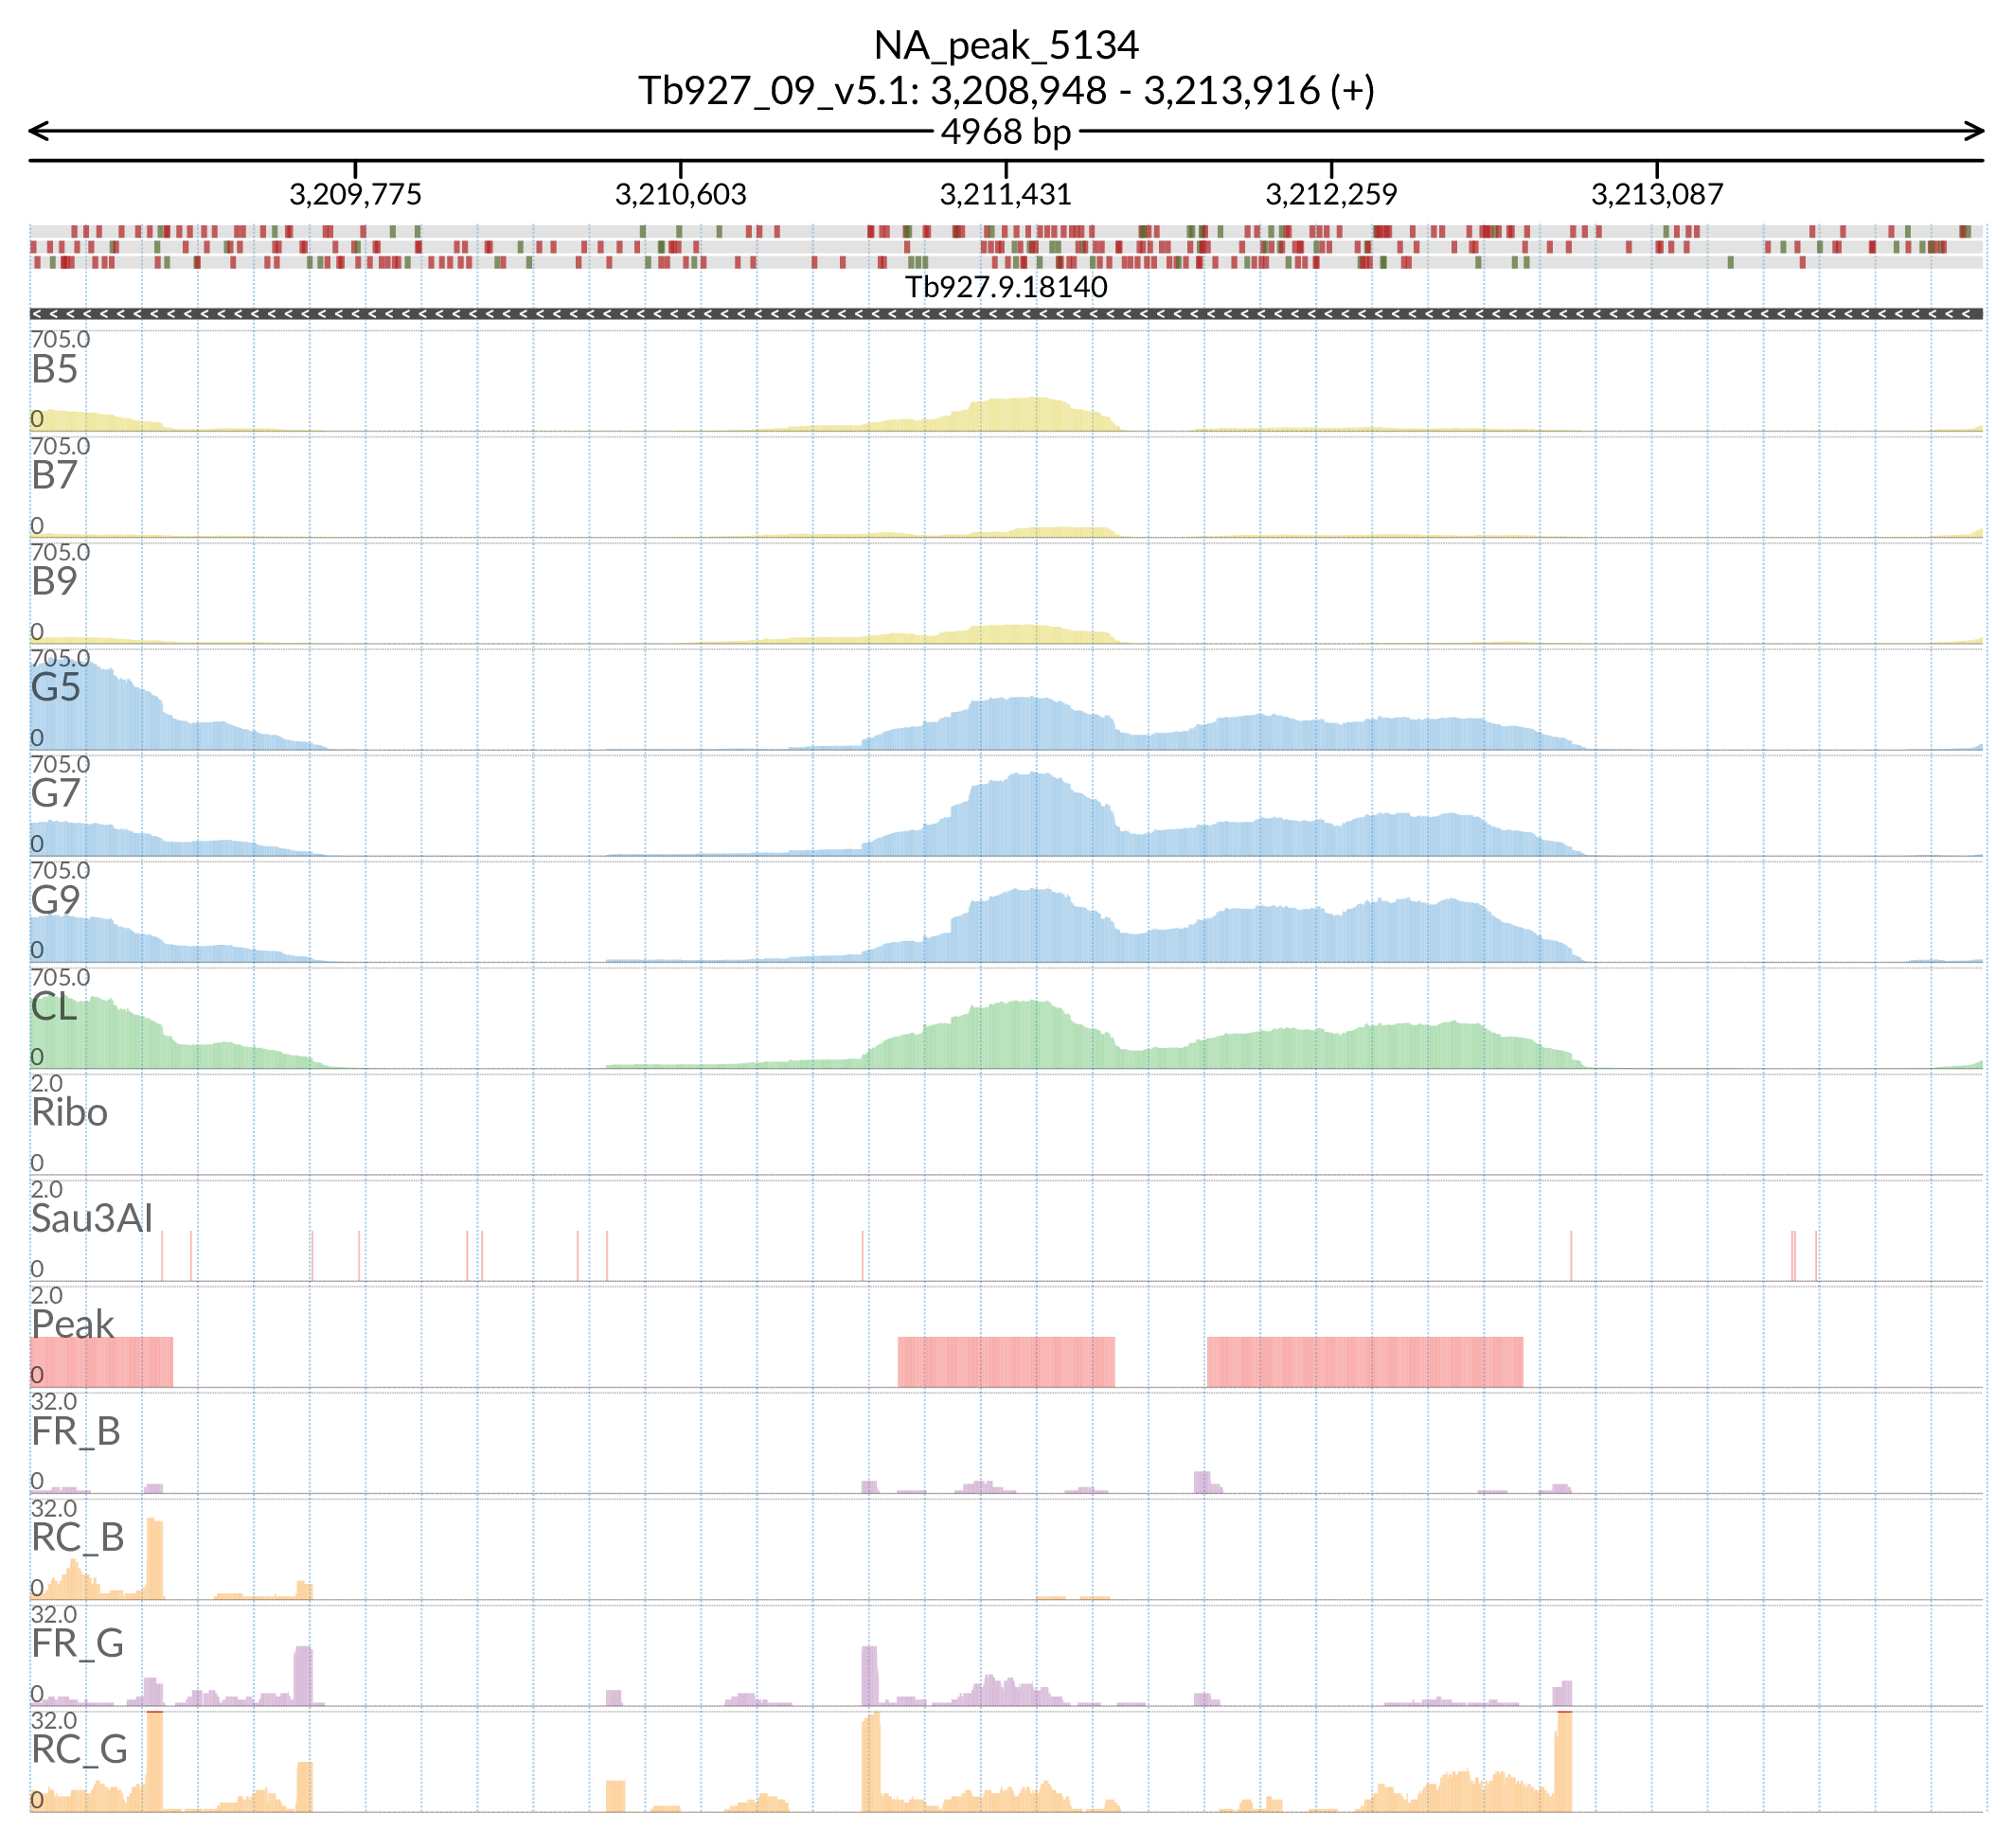 NA_peak_5134
Tb927_09_v5.1: 3,208,948 - 3,213,916 (+)
4968 bp
3,209,775 3,210,603 3,211,431 3,212,259 3,213,087
Tb927.9.18140
705.0
B5
0
705.0
B7
0
705.0
B9
0
705.0
G5
0
705.0
G7
0
705.0
G9
0
705.0
CL
0
2.0
Ribo
0
2.0
Sau3AI
0
2.0
Peak
0
32.0
FR_B
0
32.0
RC_B
0
32.0
FR_G
0
32.0
RC_G
0